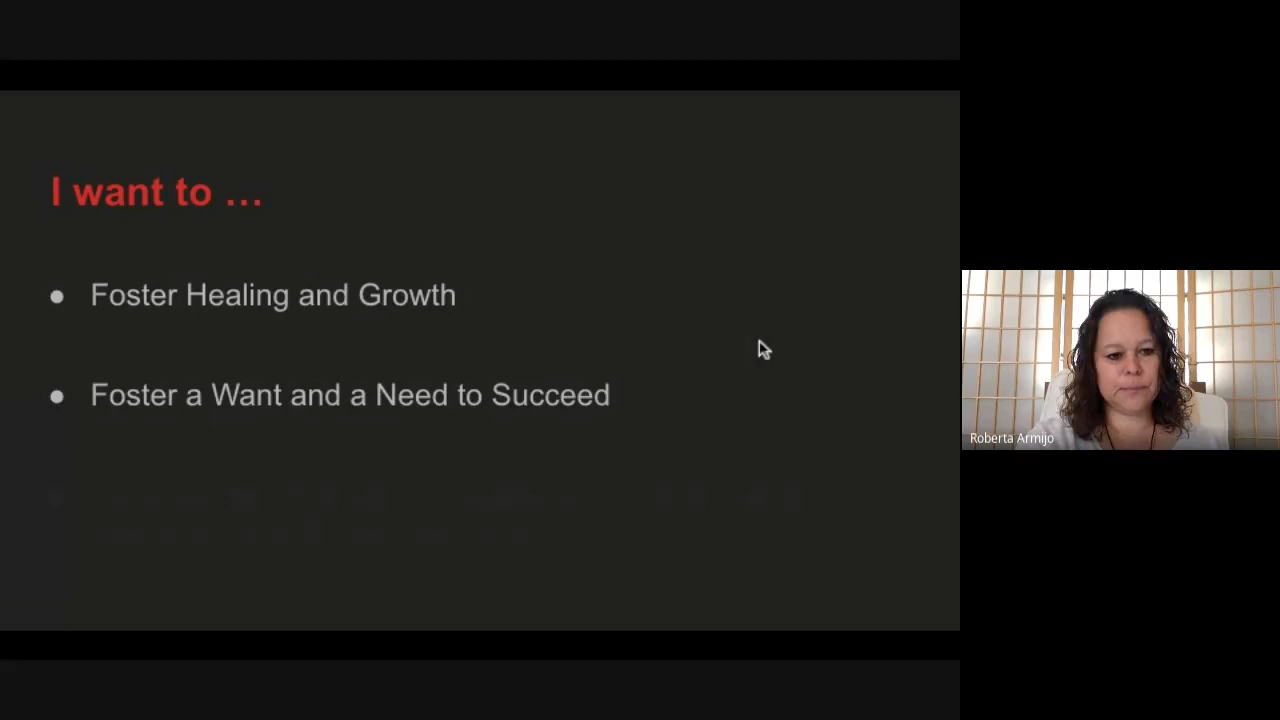 I want to …
● Foster Healing and Growth
● Foster a Want and a Need to Succeed
Roberta Armijo